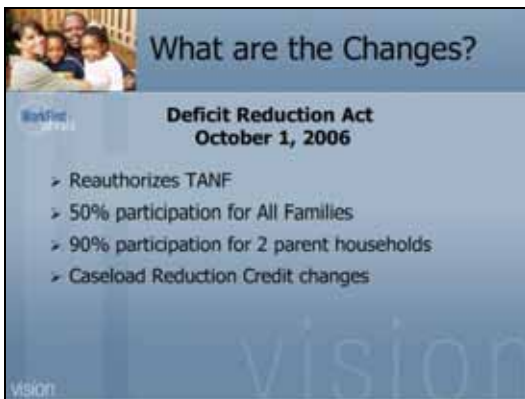 What are the Changes?
WorkFirst
Deficit Reduction Act
October 1, 2006
➢ Reauthorizes TANF
➢ 50% participation for All Families
➢ 90% participation for 2 parent households
➢ Caseload Reduction Credit changes
vision
vision